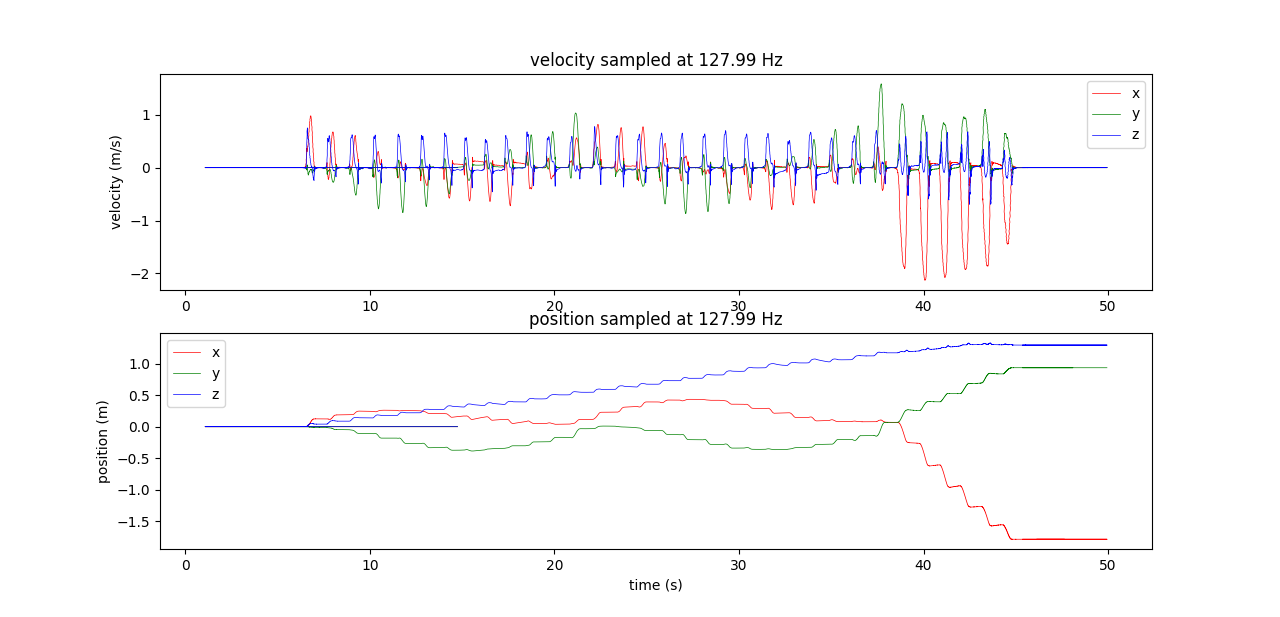 velocity sampled at 127.99 Hz
velocity (m/s)
1
0
−1
−2
x
y
z
0 10 20 30 40 50
position sampled at 127.99 Hz
position (m)
1.0
0.5
0.0
−0.5
−1.0
−1.5
x
y
z
0 10 20 30 40 50
time (s)